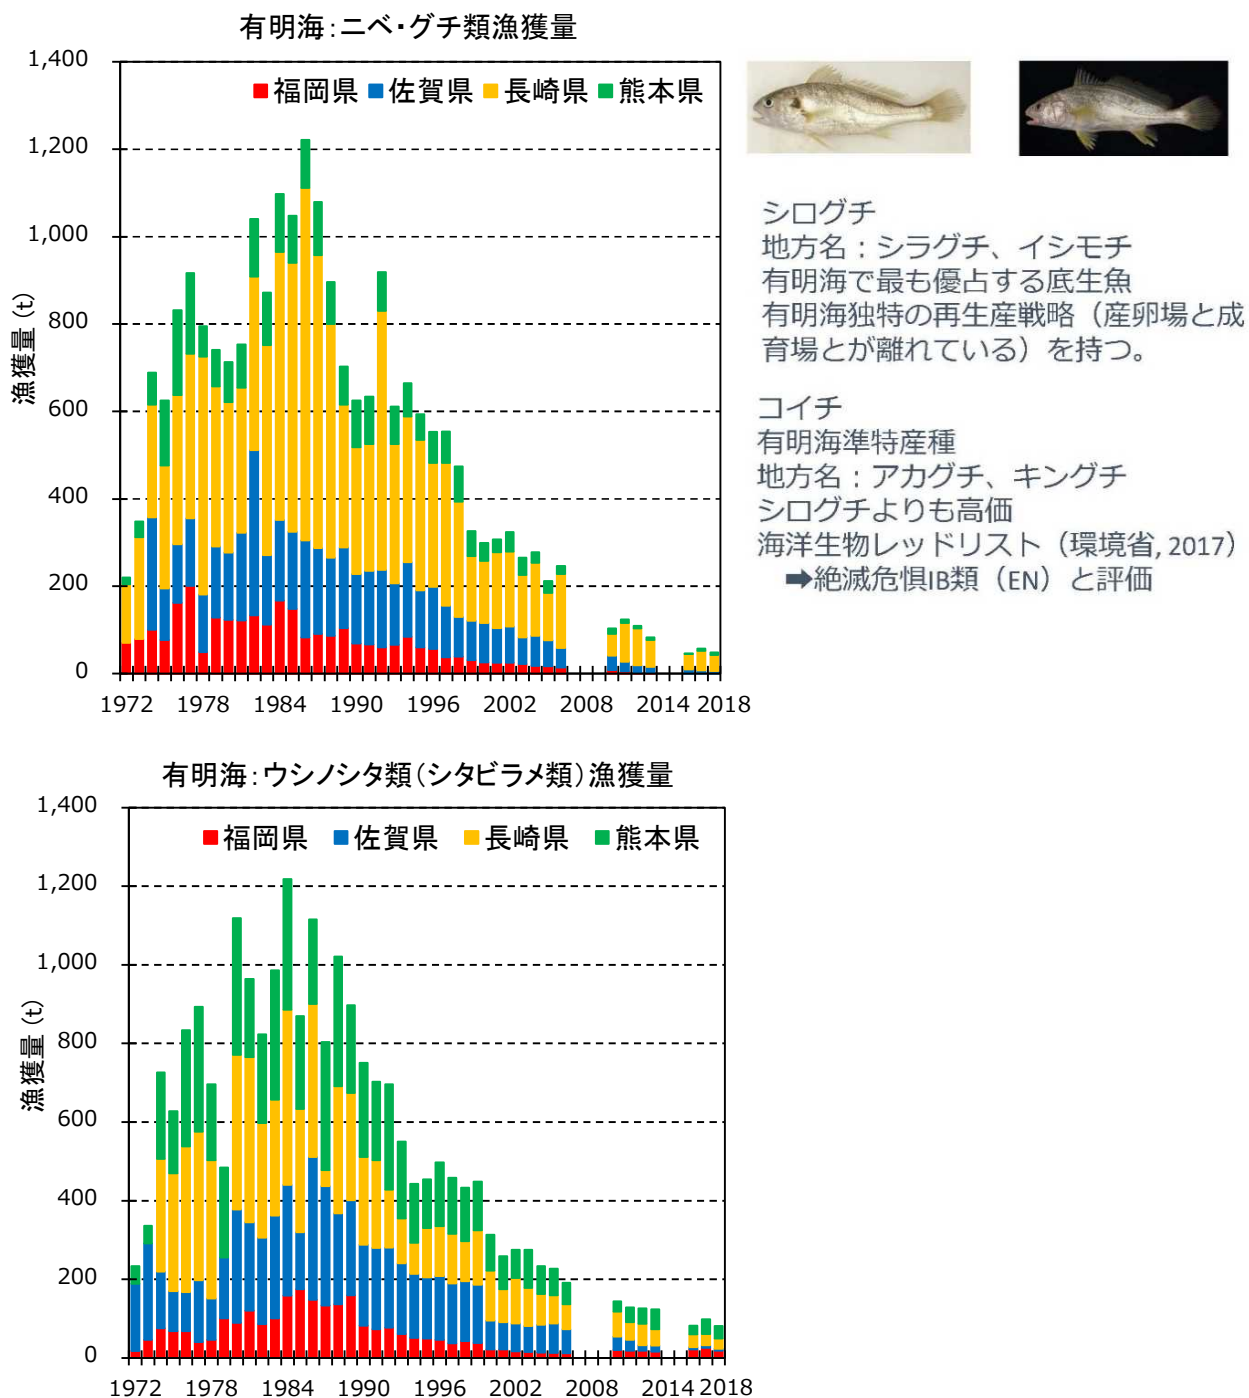 有明海:ニベ・グチ類漁獲量
1,400
1,200
1,000
800
600
400
200
0
漁獲量(t)
福岡県 佐賀県 長崎県 熊本県
1972 1978 1984 1990 1996 2002 2008 2014 2018
シログチ
地方名：シラグチ、イシモチ
有明海で最も優占する底生魚
有明海独特の再生産戦略（産卵場と成
育場とが離れている）を持つ。
コイチ
有明海準特産種
地方名：アカグチ、キングチ
シログチよりも高価
海洋生物レッドリスト（環境省, 2017）
➡絶滅危惧IB類（EN）と評価
有明海:ウシノシタ類(シタビラメ類)漁獲量
1,400
1,200
1,000
800
600
400
200
0
漁獲量(t)
福岡県 佐賀県 長崎県 熊本県
1972 1978 1984 1990 1996 2002 2008 2014 2018